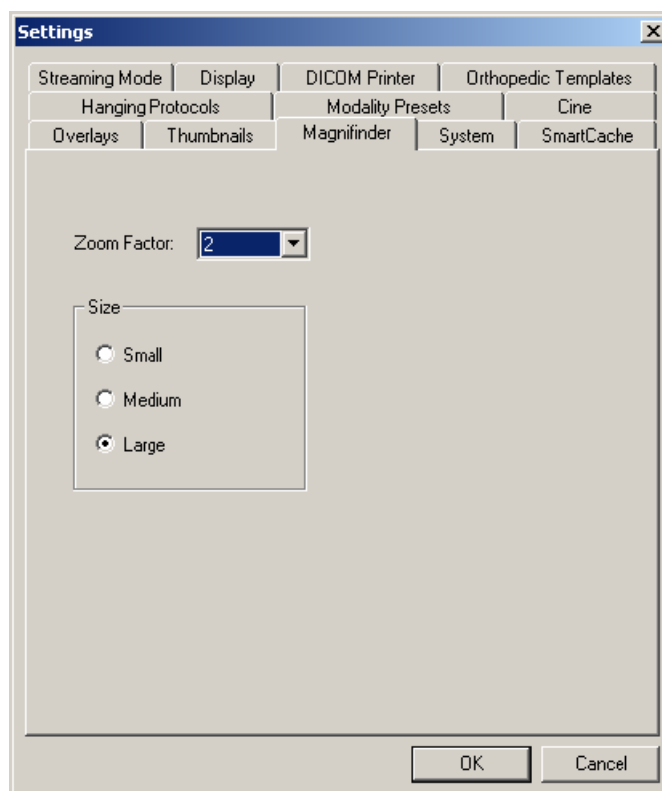 Settings
Streaming Mode Display DICOM Printer Orthopedic Templates
Hanging Protocols Modality Presets Cine
Overlays Thumbnails Magnifinder System SmartCache
Zoom Factor: 2
Size
Small
Medium
Large
OK Cancel